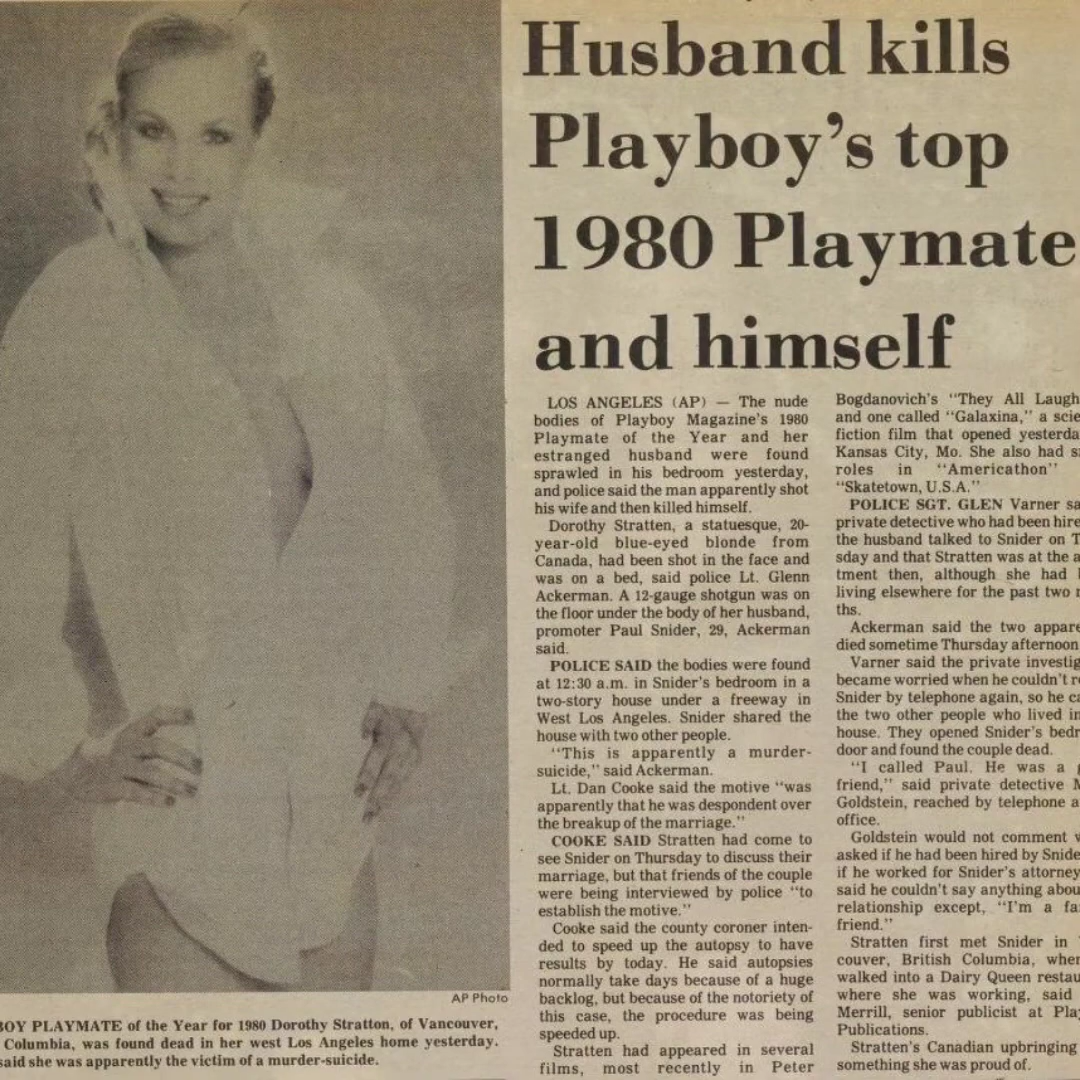 Husband kills
Playboy's top
1980 Playmate
and himself
LOS ANGELES (AP) — The nude
bodies of Playboy Magazine's 1980
Playmate of the Year and her
estranged husband were found
sprawled in his bedroom yesterday,
and police said the man apparently shot
his wife and then killed himself.
Dorothy Stratten, a statuesque, 20-
year-old blue-eyed blonde from
Canada, had been shot in the face and
was on a bed, said police Lt. Glenn
Ackerman. A 12-gauge shotgun was on
the floor under the body of her husband,
promoter Paul Snider, 29, Ackerman
said.
POLICE SAID the bodies were found
at 12:30 a.m. in Snider's bedroom in a
two-story house under a freeway in
West Los Angeles. Snider shared the
house with two other people.
"This is apparently a murder-
suicide," said Ackerman.
Lt. Dan Cooke said the motive "was
apparently that he was despondent over
the breakup of the marriage."
COOKE SAID Stratten had come to
see Snider on Thursday to discuss their
marriage, but that friends of the couple
were being interviewed by police "to
establish the motive."
Cooke said the county coroner inten-
ded to speed up the autopsy to have
results by today. He said autopsies
normally take days because of a huge
backlog, but because of the notoriety of
this case, the procedure was being
speeded up.
Stratten had appeared in several
films, most recently in Peter
Bogdanovich's "They All Laugh
and one called "Galaxina," a scie
fiction film that opened yesterda
Kansas City, Mo. She also had s
roles in "Americathon"
"Skatetown, U.S.A."
POLICE SGT. GLEN Varner sa
private detective who had been hire
the husband talked to Snider on T
sday and that Stratten was at the a
tment then, although she had
living elsewhere for the past two
ths.
Ackerman said the two appare
died sometime Thursday afternoon
Varner said the private investig
became worried when he couldn't r
Snider by telephone again, so he ca
the two other people who lived in
house. They opened Snider's bedr
door and found the couple dead.
"I called Paul. He was a
friend," said private detective M
Goldstein, reached by telephone a
office.
Goldstein would not comment
asked if he had been hired by Snide
if he worked for Snider's attorney
said he couldn't say anything abou
relationship except, "I'm a fa
friend."
Stratten first met Snider in
couver, British Columbia, wher
walked into a Dairy Queen restau
where she was working, said
Merrill, senior publicist at Play
Publications.
Stratten's Canadian upbringing
something she was proud of.
AP Photo
BOY PLAYMATE of the Year for 1980 Dorothy Stratton, of Vancouver,
Columbia, was found dead in her west Los Angeles home yesterday.
said she was apparently the victim of a murder-suicide.